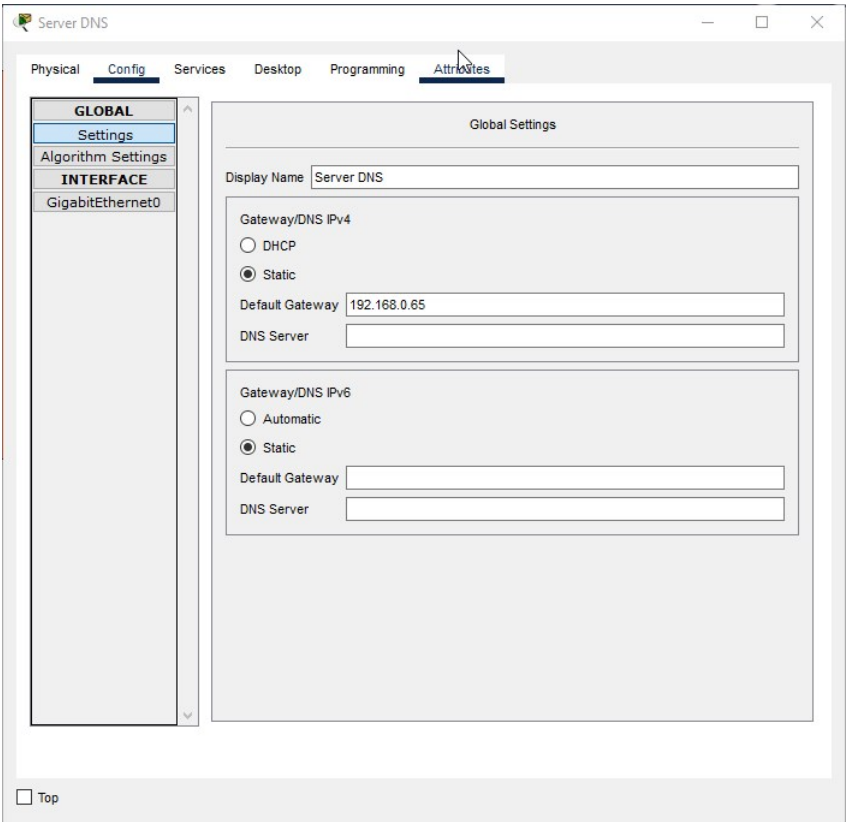 Server DNS
Physical Config Services Desktop Programming Attributes
GLOBAL
Settings
Algorithm Settings
INTERFACE
GigabitEthernet0
Global Settings
Display Name Server DNS
Gateway/DNS IPv4
DHCP
Static
Default Gateway 192.168.0.65
DNS Server
Gateway/DNS IPv6
Automatic
Static
Default Gateway
DNS Server
Top